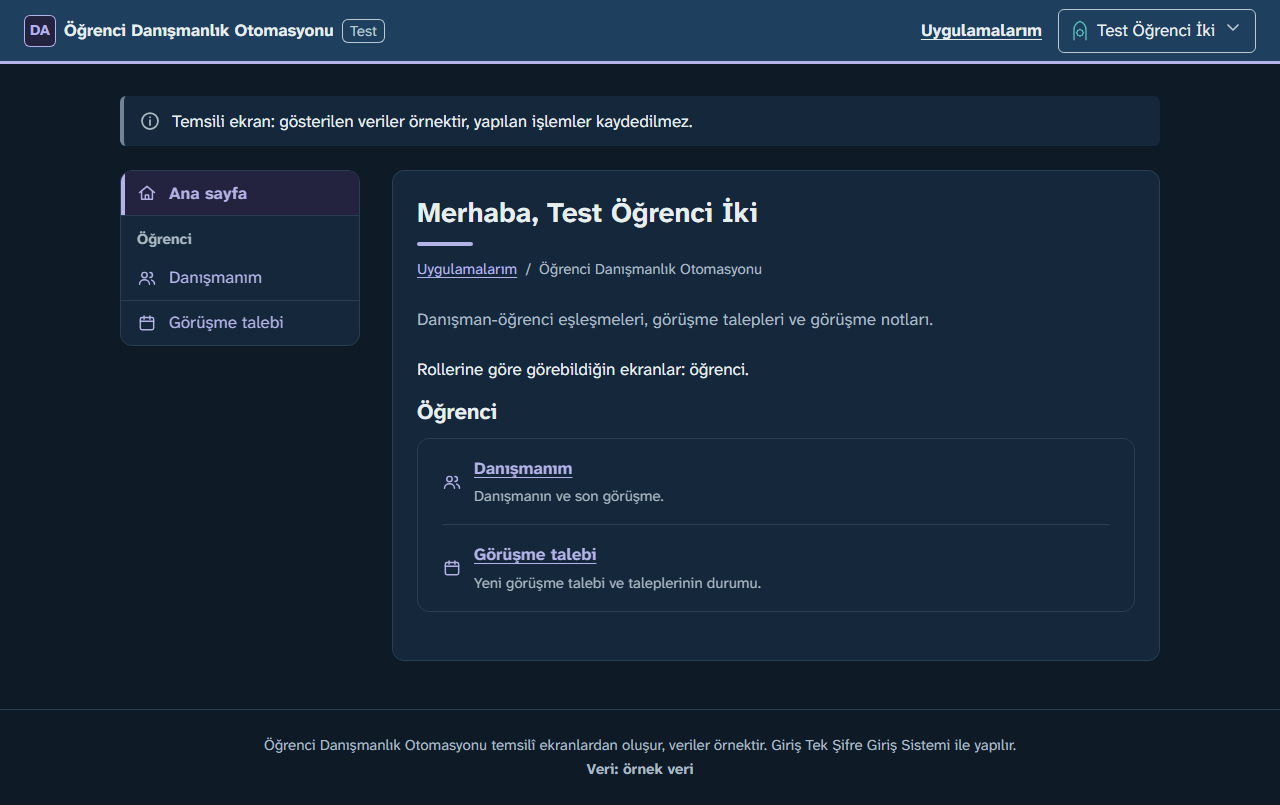 DA Öğrenci Danışmanlık Otomasyonu Test
Uygulamalarım
Test Öğrenci İki
Temsili ekran: gösterilen veriler örnektir, yapılan işlemler kaydedilmez.
Ana sayfa
Öğrenci
Danışmanım
Görüşme talebi
Merhaba, Test Öğrenci İki
Uygulamalarım / Öğrenci Danışmanlık Otomasyonu
Danışman-öğrenci eşleşmeleri, görüşme talepleri ve görüşme notları.
Rollerine göre görebildiğin ekranlar: öğrenci.
Öğrenci
Danışmanım
Danışmanın ve son görüşme.
Görüşme talebi
Yeni görüşme talebi ve taleplerinin durumu.
Öğrenci Danışmanlık Otomasyonu temsilî ekranlardan oluşur, veriler örnektir. Giriş Tek Şifre Giriş Sistemi ile yapılır.
Veri: örnek veri